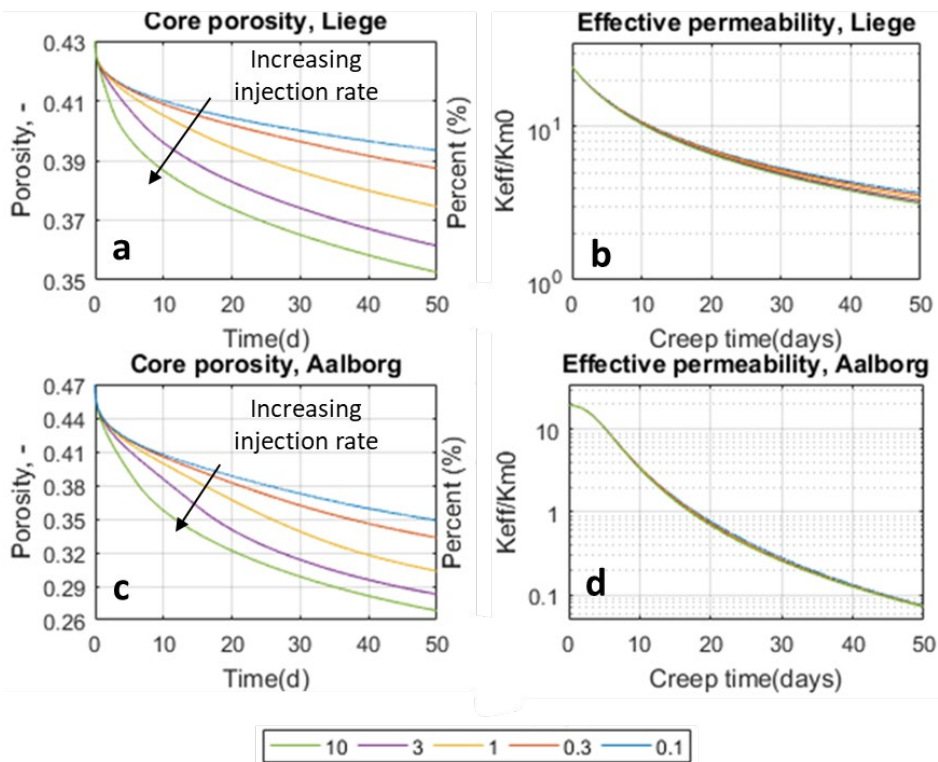 Core porosity, Liege
0.43
0.41
0.39
0.37
0.35
Porosity, -
Increasing
injection rate
a
0 10 20 30 40 50
Time(d)
Percent (%)
Effective permeability, Liege
10^1
10^0
Keff/Km0
b
0 10 20 30 40 50
Creep time(days)
Core porosity, Aalborg
0.47
0.44
0.41
0.38
0.35
0.32
0.29
0.26
Porosity, -
Increasing
injection rate
c
0 10 20 30 40 50
Time(d)
Percent (%)
Effective permeability, Aalborg
10
1
0.1
Keff/Km0
d
0 10 20 30 40 50
Creep time(days)
10 3 1 0.3 0.1